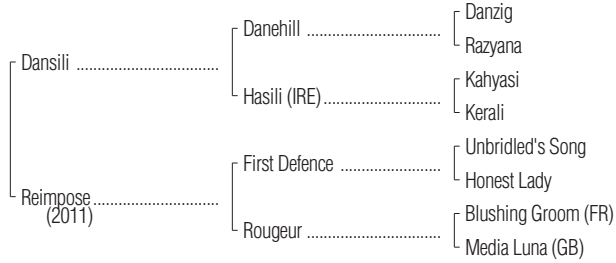 Danzig
Danehill
Razyana
Dansili
Kahyasi
Hasili (IRE)
Kerali
Unbridled's Song
First Defence
Honest Lady
Reimpose
(2011)
Blushing Groom (FR)
Rougeur
Media Luna (GB)